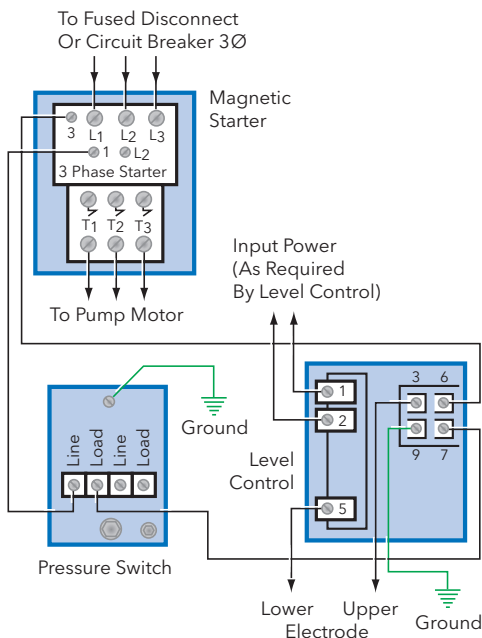 To Fused Disconnect
Or Circuit Breaker 3Ø
Magnetic
Starter
3 L1 L2 L3
1 L2
3 Phase Starter
T1 T2 T3
To Pump Motor
Input Power
(As Required
By Level Control)
Ground
Line Load Line Load
Pressure Switch
1
2
5
Level
Control
3 6
9 7
Lower Upper
Electrode
Ground